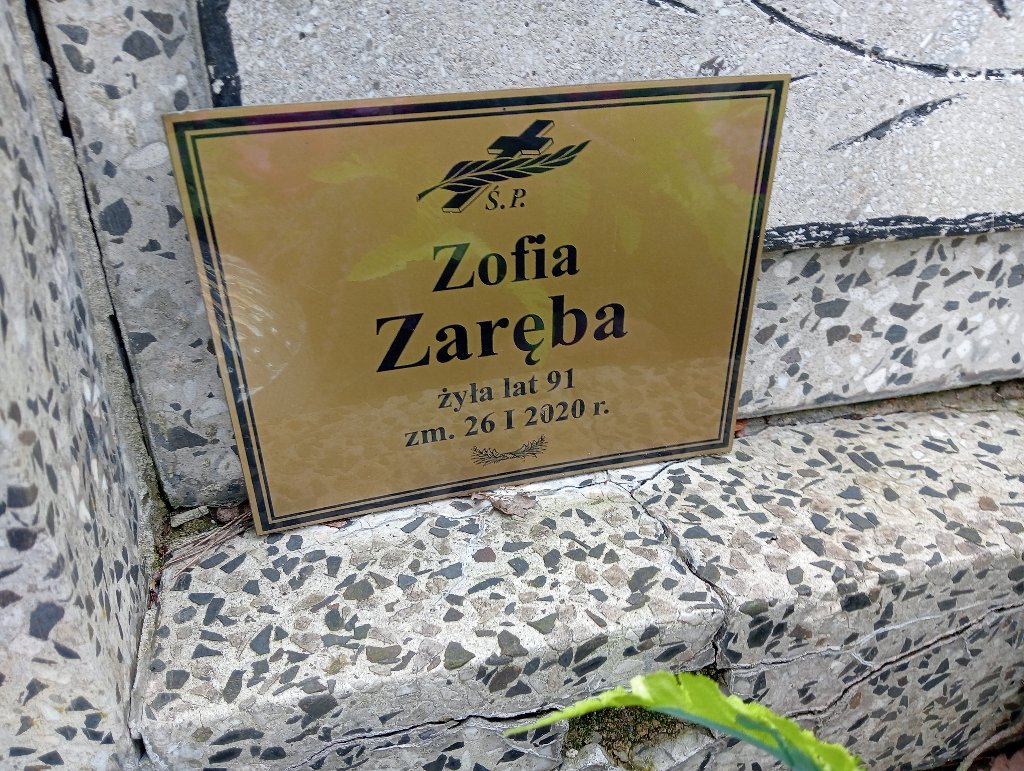 Ś.P.
Zofia
Zaręba
żyła lat 91
zm. 26 I 2020 r.